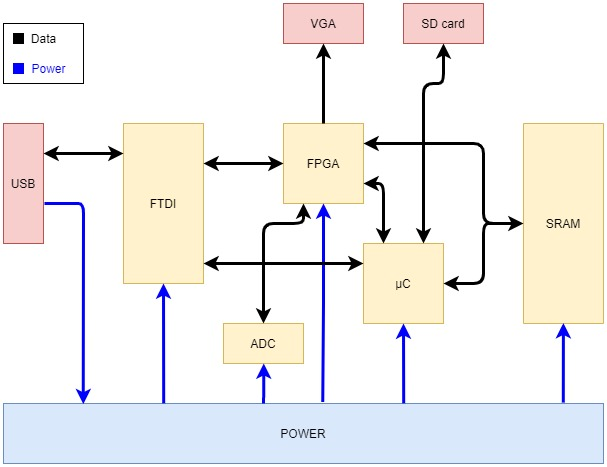 VGA
SD card
Data
Power
USB
FTDI
FPGA
SRAM
µC
ADC
POWER